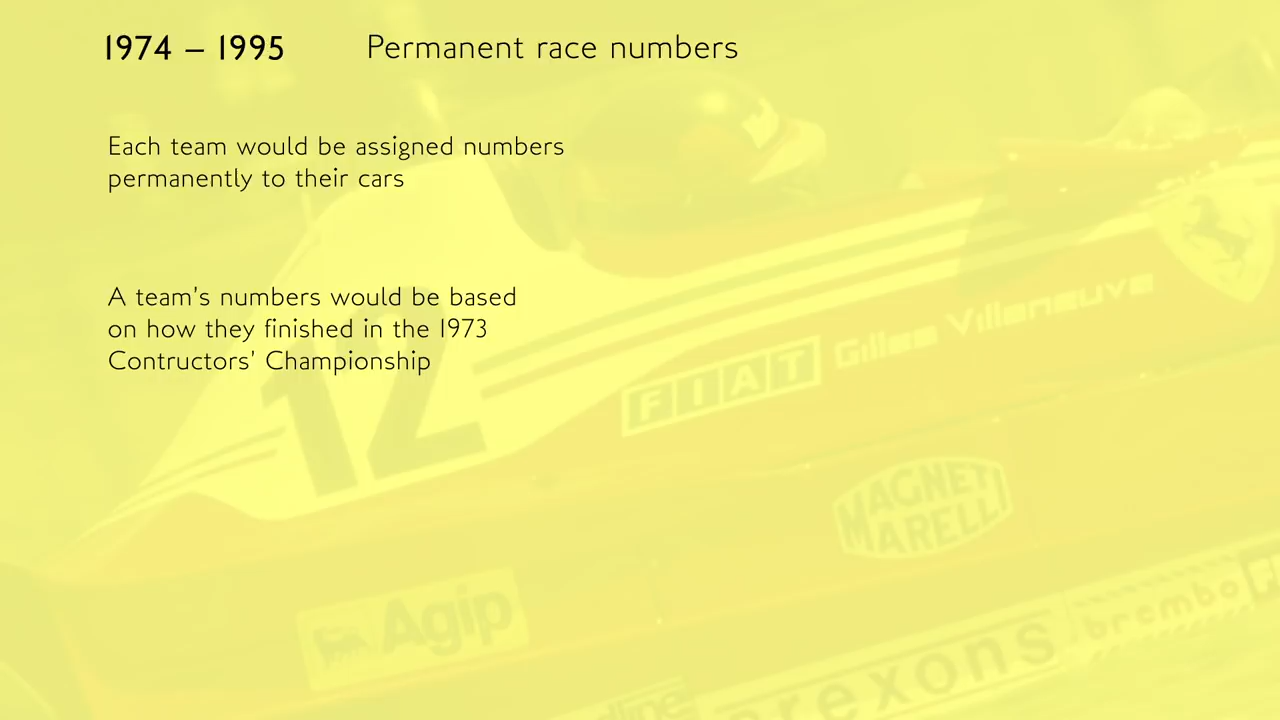 1974 – 1995
Permanent race numbers
Each team would be assigned numbers
permanently to their cars
A team's numbers would be based
on how they finished in the 1973
Contructors' Championship
12
FIAT
Gilles Villeneuve
MAGNETI
MARELLI
Agip
rexons
brembo